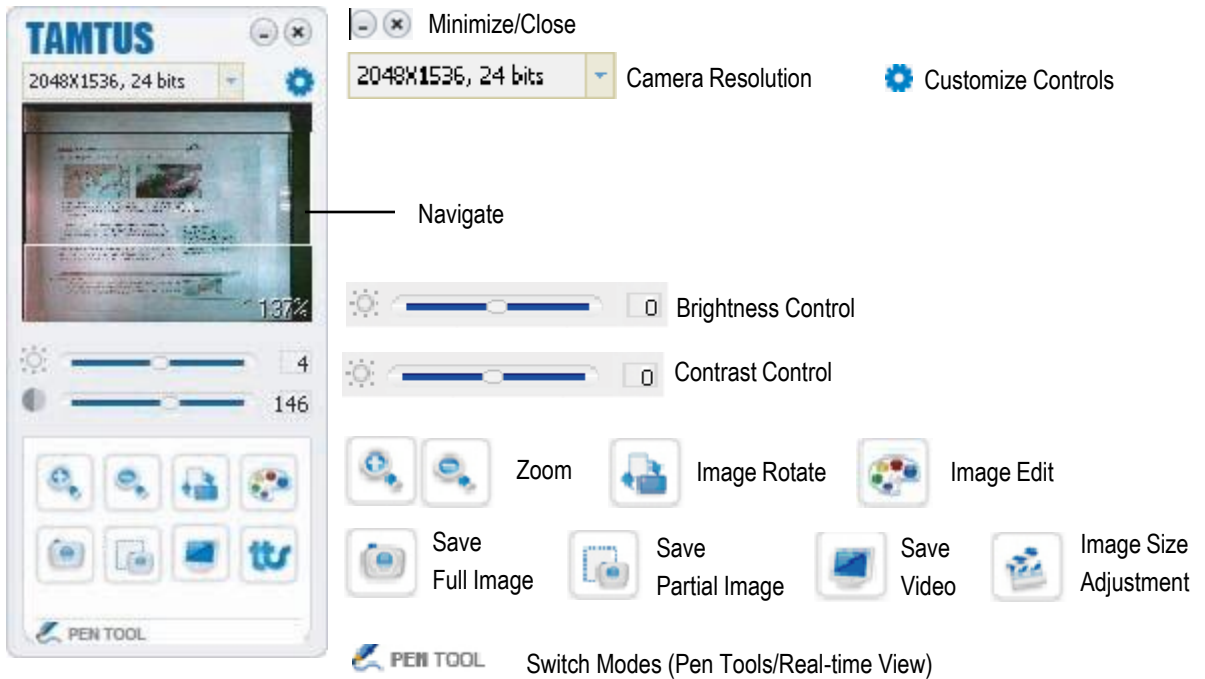 TAMTUS
Minimize/Close
2048X1536, 24 bits
2048X1536, 24 bits
Camera Resolution
Customize Controls
Navigate
137%
0
Brightness Control
4
0
Contrast Control
146
Zoom
Image Rotate
Image Edit
tts
Save
Full Image
Save
Partial Image
Save
Video
Image Size
Adjustment
PEN TOOL
PEN TOOL
Switch Modes (Pen Tools/Real-time View)